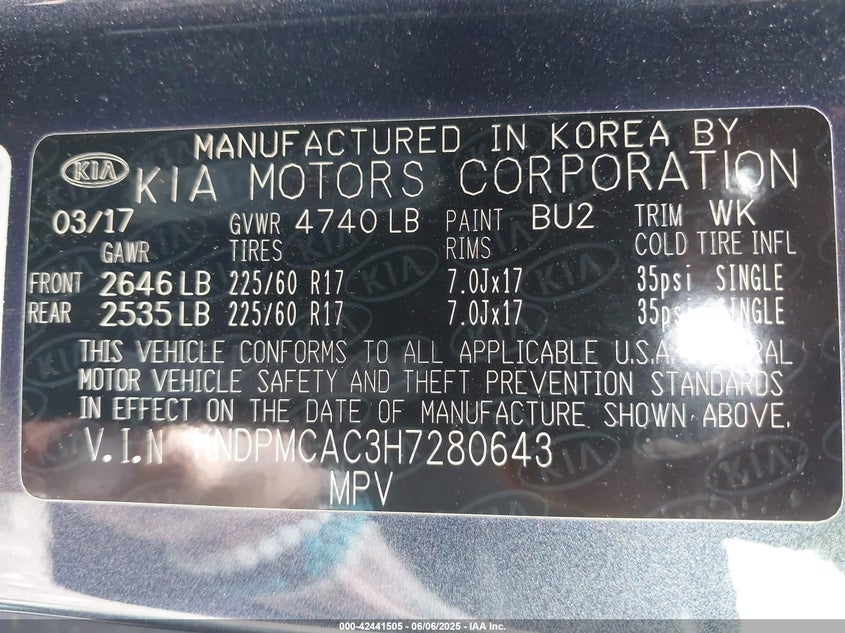 MANUFACTURED IN KOREA BY
KIA KIA MOTORS CORPORATION
03/17 GVWR 4740 LB PAINT BU2 TRIM WK
GAWR TIRES RIMS COLD TIRE INFL
FRONT 2646 LB 225/60 R17 7.0Jx17 35psi SINGLE
REAR 2535 LB 225/60 R17 7.0Jx17 35psi SINGLE
THIS VEHICLE CONFORMS TO ALL APPLICABLE U.S.A.
MOTOR VEHICLE SAFETY AND THEFT PREVENTION STANDARDS
IN EFFECT ON THE DATE OF MANUFACTURE SHOWN ABOVE.
V.I.N KNDPMCAC3H7280643
MPV
000-42441505 - 06/06/2025 - IAA Inc.